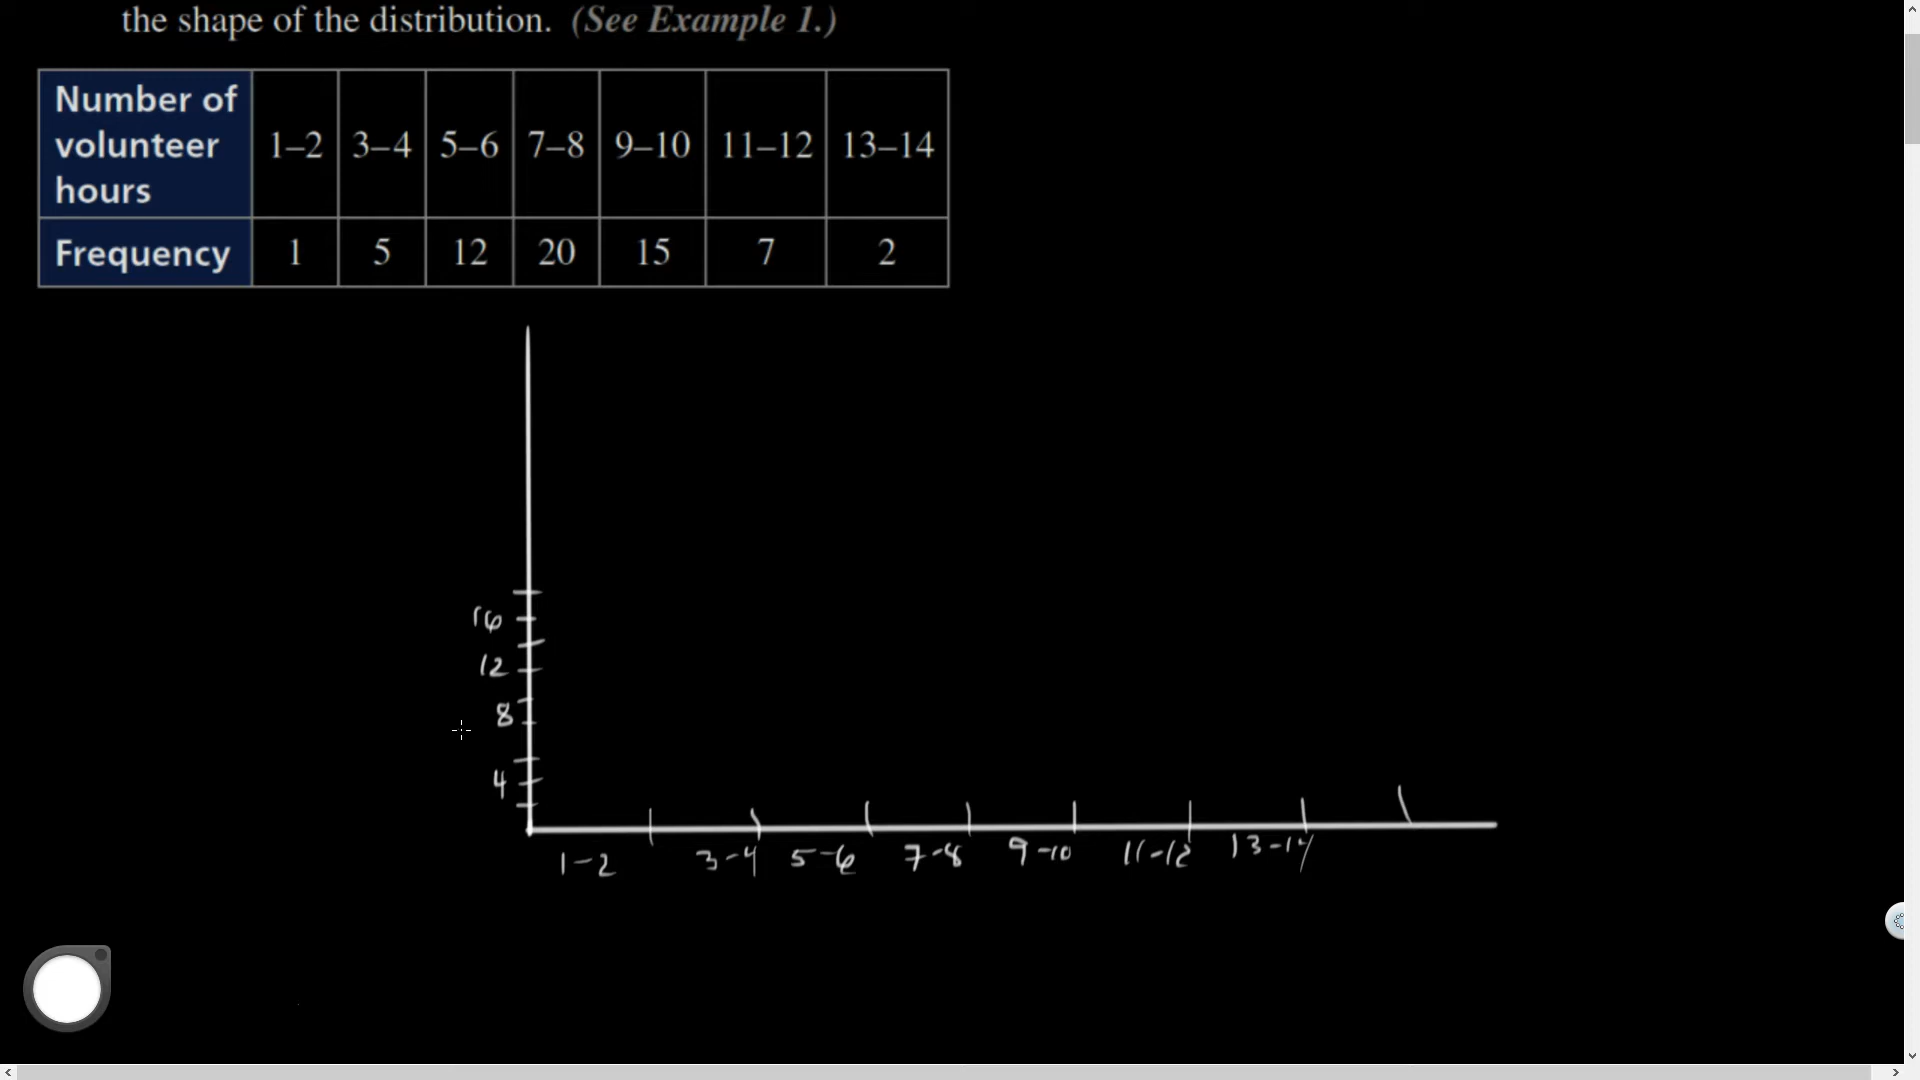 the shape of the distribution. (See Example 1.)
Number of volunteer hours 1–2 3–4 5–6 7–8 9–10 11–12 13–14
Frequency 1 5 12 20 15 7 2
16
12
8
4
1-2 3-4 5-6 7-8 9-10 11-12 13-14